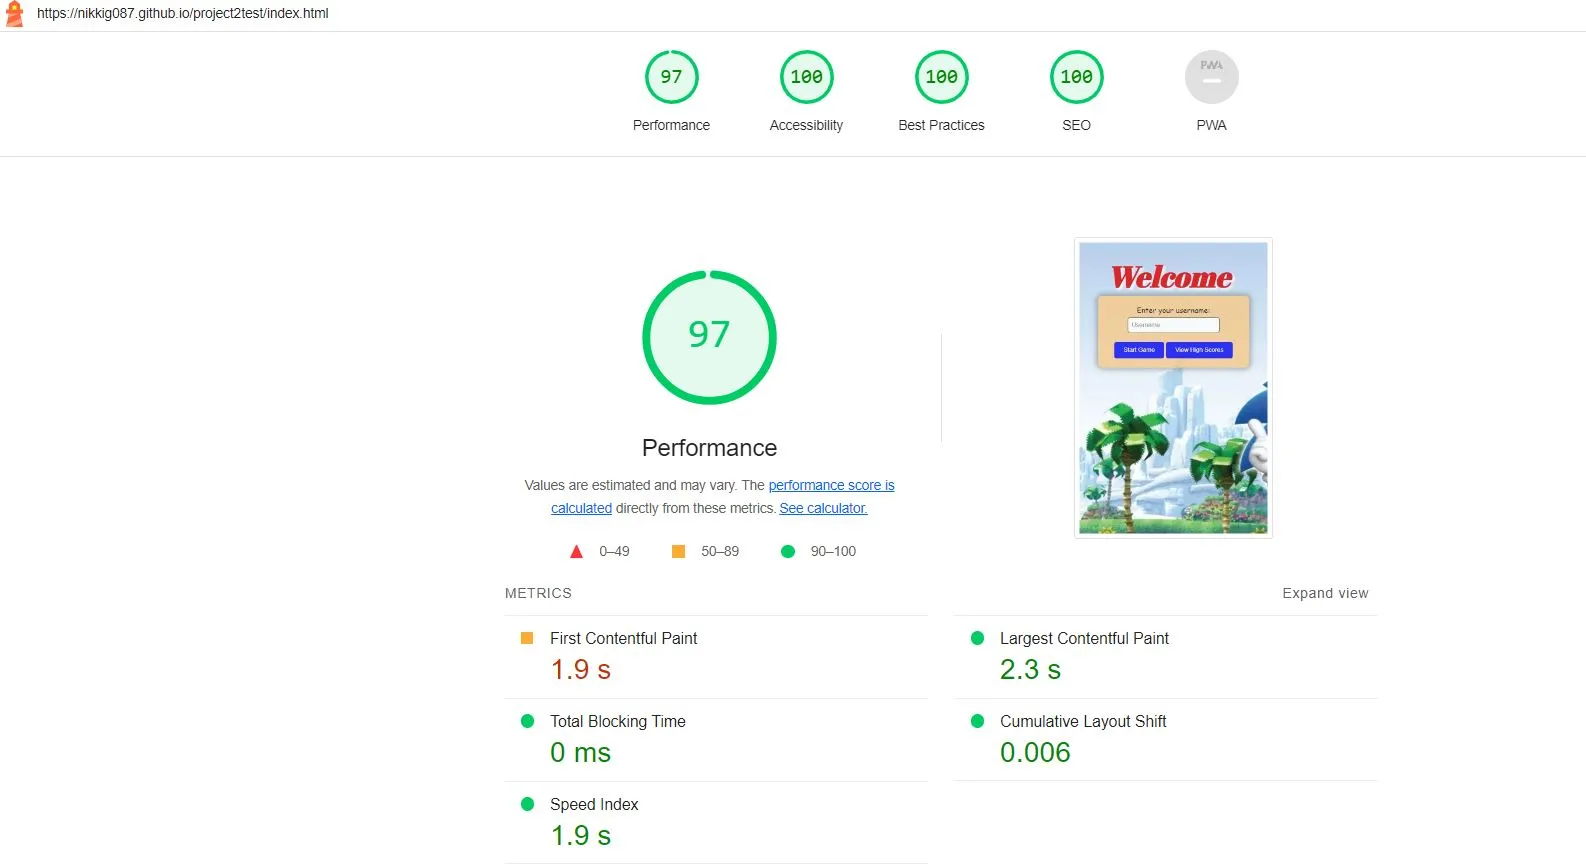 https://nikkig087.github.io/project2test/index.html
97
100
100
100
PWA
Performance
Accessibility
Best Practices
SEO
PWA
97
Performance
Values are estimated and may vary. The performance score is
calculated directly from these metrics. See calculator.
0–49
50–89
90–100
Welcome
Enter your username:
Username
Start Game
View High Scores
METRICS
Expand view
First Contentful Paint
1.9 s
Largest Contentful Paint
2.3 s
Total Blocking Time
0 ms
Cumulative Layout Shift
0.006
Speed Index
1.9 s